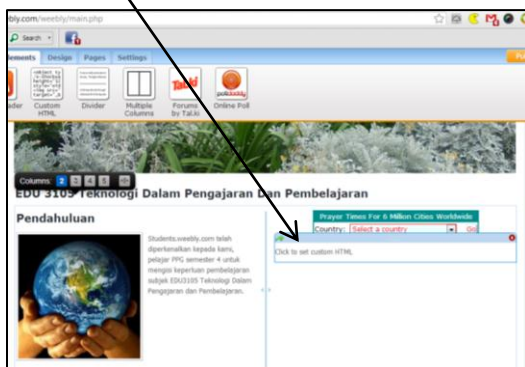 bly.com/weebly/main.php
Search
lements Design Pages Settings
Custom HTML
Divider
Multiple Columns
Forums by Tal.ki
Online Poll
Columns: 2 3 4 5
EDU 3105 Teknologi Dalam Pengajaran Dan Pembelajaran
Pendahuluan
Students.weebly.com telah
diperkenalkan kepada kami,
pelajar PPG semester 4 untuk
mengisi keperluan pembelajaran
subjek EDU3105 Teknologi Dalam
Pengajaran dan Pembelajaran.
Prayer Times For 6 Million Cities Worldwide
Country: Select a country Go
Click to set custom HTML